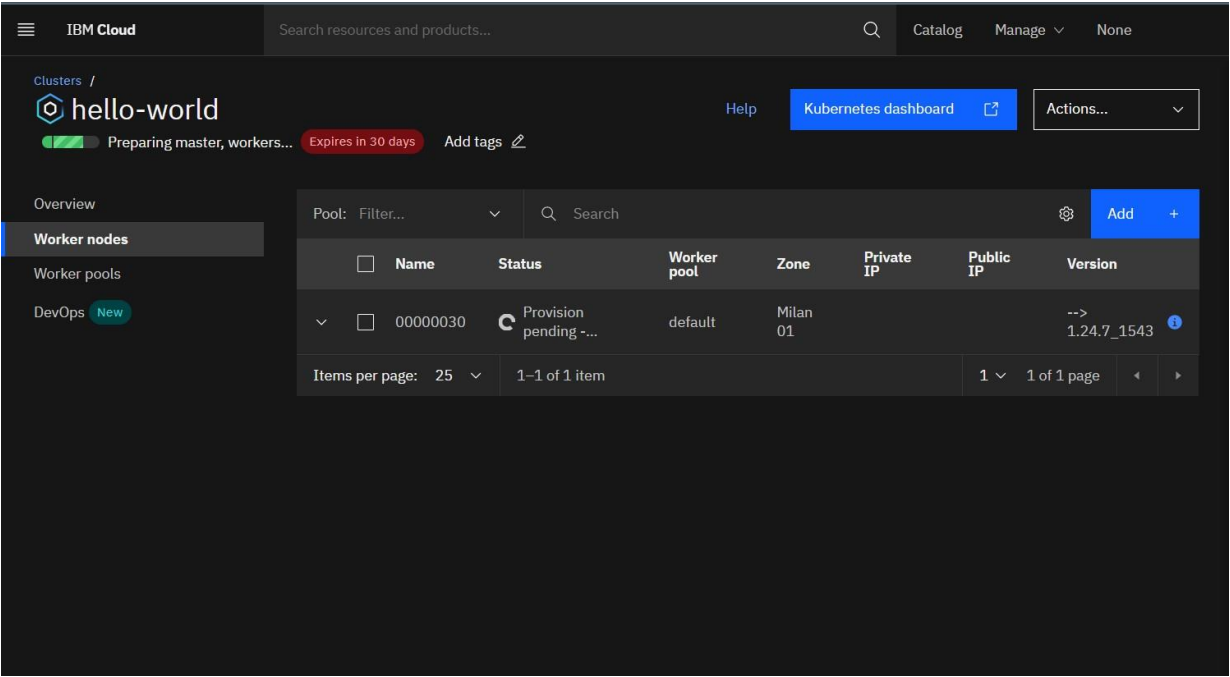 IBM Cloud
Search resources and products...
Catalog
Manage
None
Clusters /
hello-world
Help
Kubernetes dashboard
Actions...
Preparing master, workers...
Expires in 30 days
Add tags
Overview
Worker nodes
Worker pools
DevOps New
Pool: Filter...
Search
Add +
Name
Status
Worker
pool
Zone
Private
IP
Public
IP
Version
00000030
Provision
pending -...
default
Milan
01
-->
1.24.7_1543
Items per page: 25
1–1 of 1 item
1
1 of 1 page